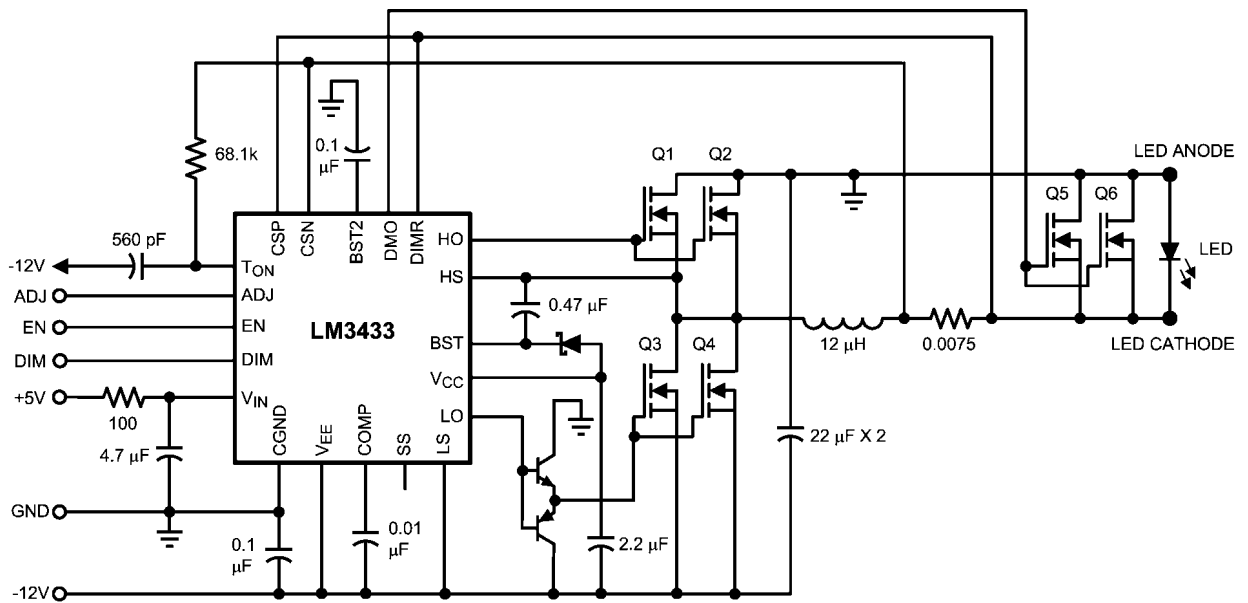 68.1k
0.1
µF
Q1
Q2
LED ANODE
Q5
Q6
CSP
CSN
BST2
DMO
DIMR
560 pF
-12V
TON
HO
LED
ADJ
ADJ
HS
EN
EN
0.47 µF
LM3433
DIM
DIM
BST
Q3
Q4
12 µH
0.0075
LED CATHODE
+5V
VIN
VCC
100
LO
CGND
VEE
COMP
SS
LS
22 µF X 2
4.7 µF
GND
0.1
µF
0.01
µF
2.2 µF
-12V